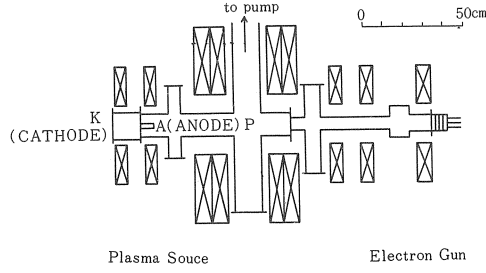 to pump
0 50cm
K
(CATHODE)
A(ANODE) P
Plasma Souce
Electron Gun